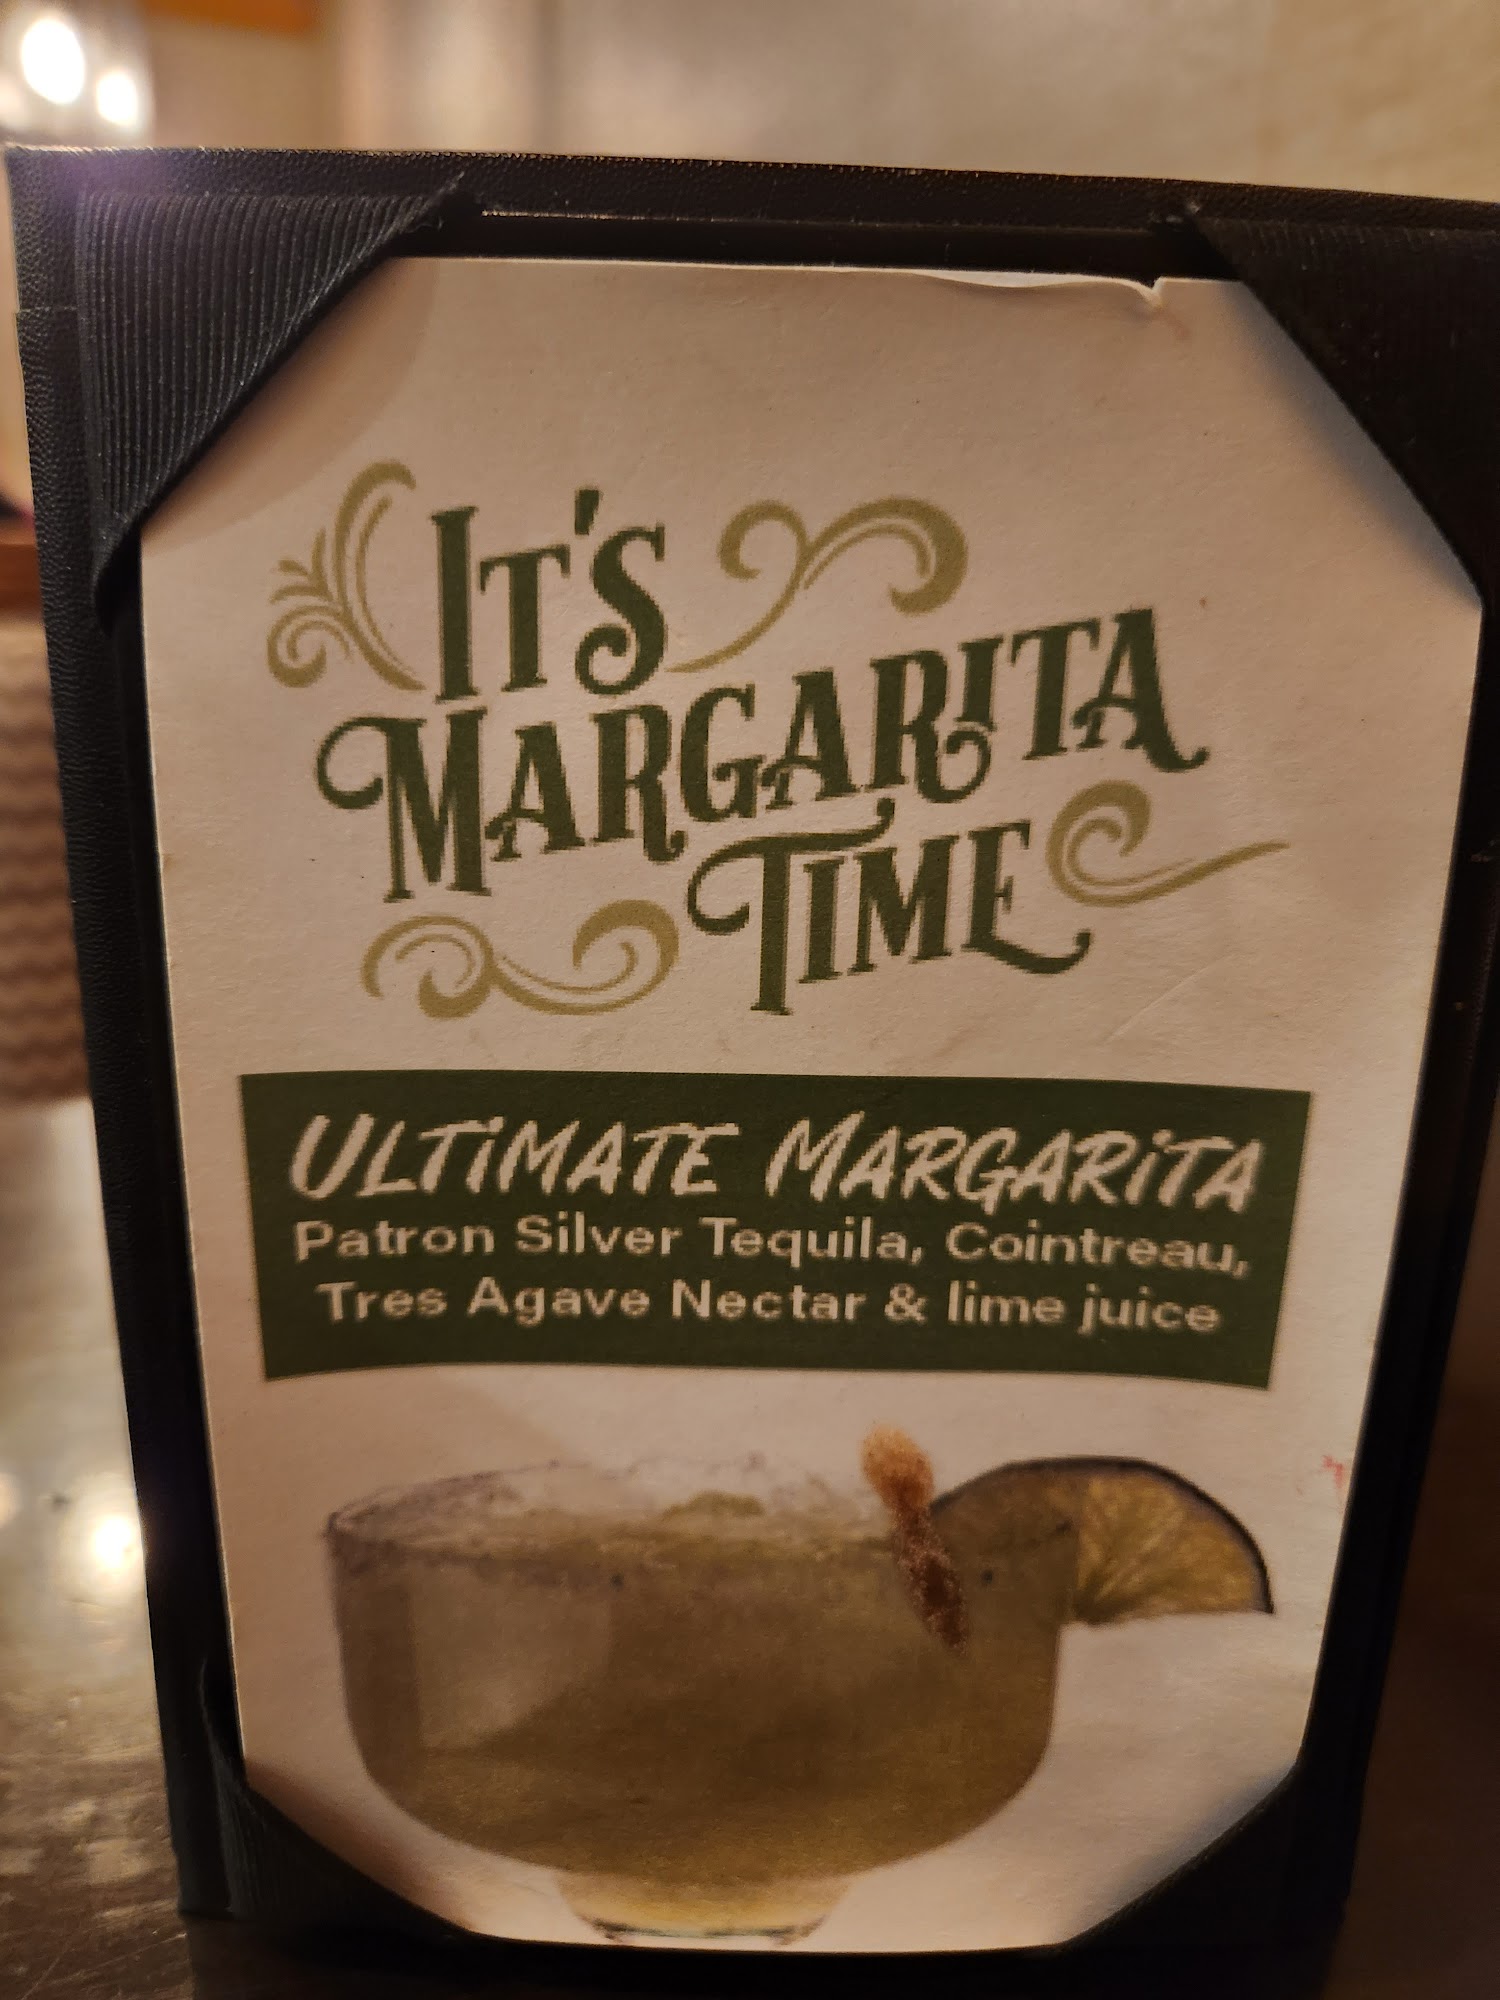 It's
Margarita
Time
Ultimate Margarita
Patron Silver Tequila, Cointreau,
Tres Agave Nectar & lime juice